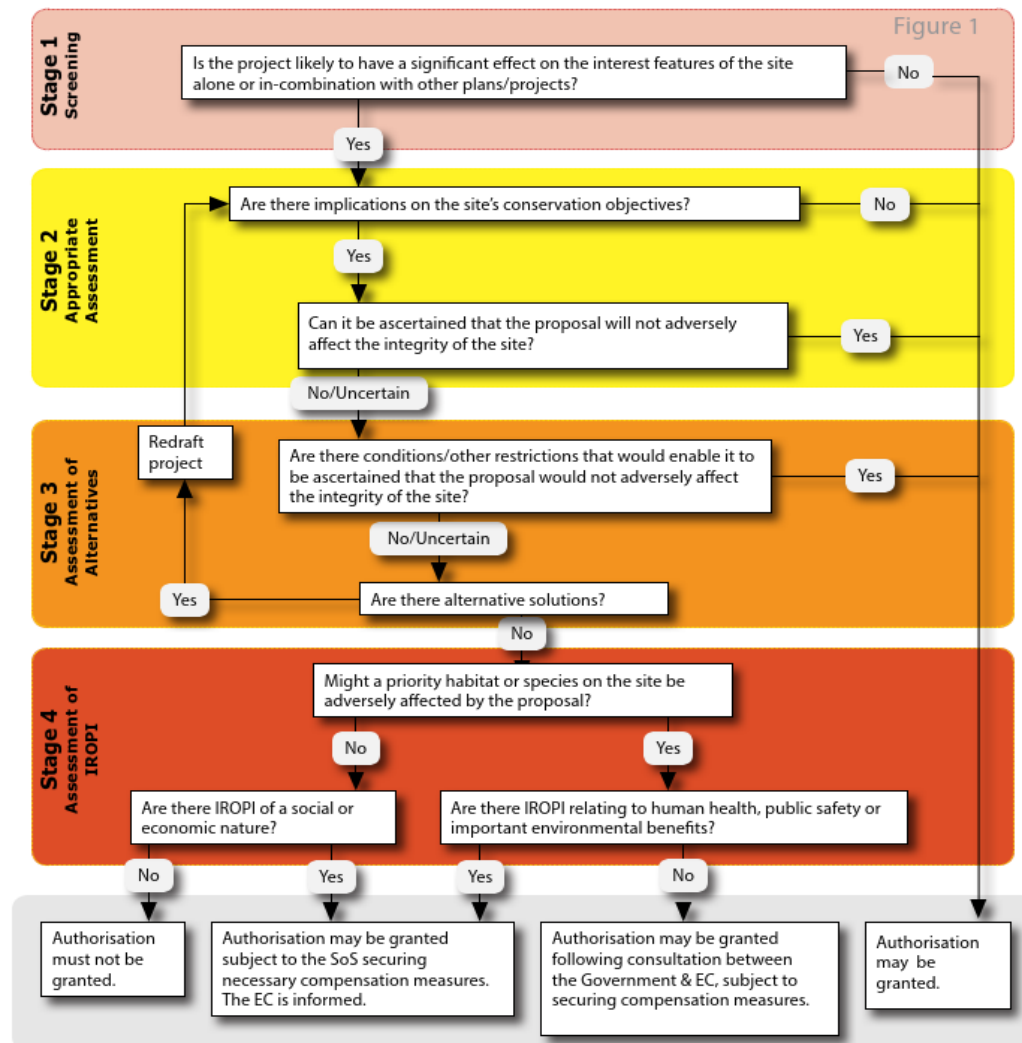 Figure 1
Stage 1
Screening
Is the project likely to have a significant effect on the interest features of the site
alone or in-combination with other plans/projects?
No
Yes
Stage 2
Appropriate
Assessment
Are there implications on the site's conservation objectives?
No
Yes
Can it be ascertained that the proposal will not adversely
affect the integrity of the site?
Yes
No/Uncertain
Stage 3
Assessment of
Alternatives
Redraft
project
Are there conditions/other restrictions that would enable it to
be ascertained that the proposal would not adversely affect
the integrity of the site?
Yes
No/Uncertain
Yes
Are there alternative solutions?
No
Stage 4
Assessment of
IROPI
Might a priority habitat or species on the site be
adversely affected by the proposal?
No
Yes
Are there IROPI of a social or
economic nature?
Are there IROPI relating to human health, public safety or
important environmental benefits?
No
Yes
Yes
No
Authorisation
must not be
granted.
Authorisation may be granted
subject to the SoS securing
necessary compensation measures.
The EC is informed.
Authorisation may be granted
following consultation between
the Government & EC, subject to
securing compensation measures.
Authorisation
may be
granted.